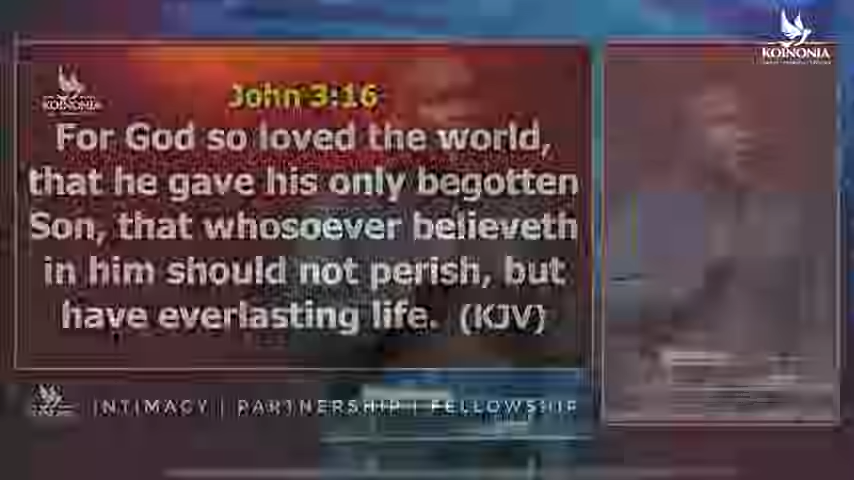 KOINONIA
KOINONIA
John 3:16
For God so loved the world,
that he gave his only begotten
Son, that whosoever believeth
in him should not perish, but
have everlasting life. (KJV)
INTIMACY | PARTNERSHIP | FELLOWSHIP